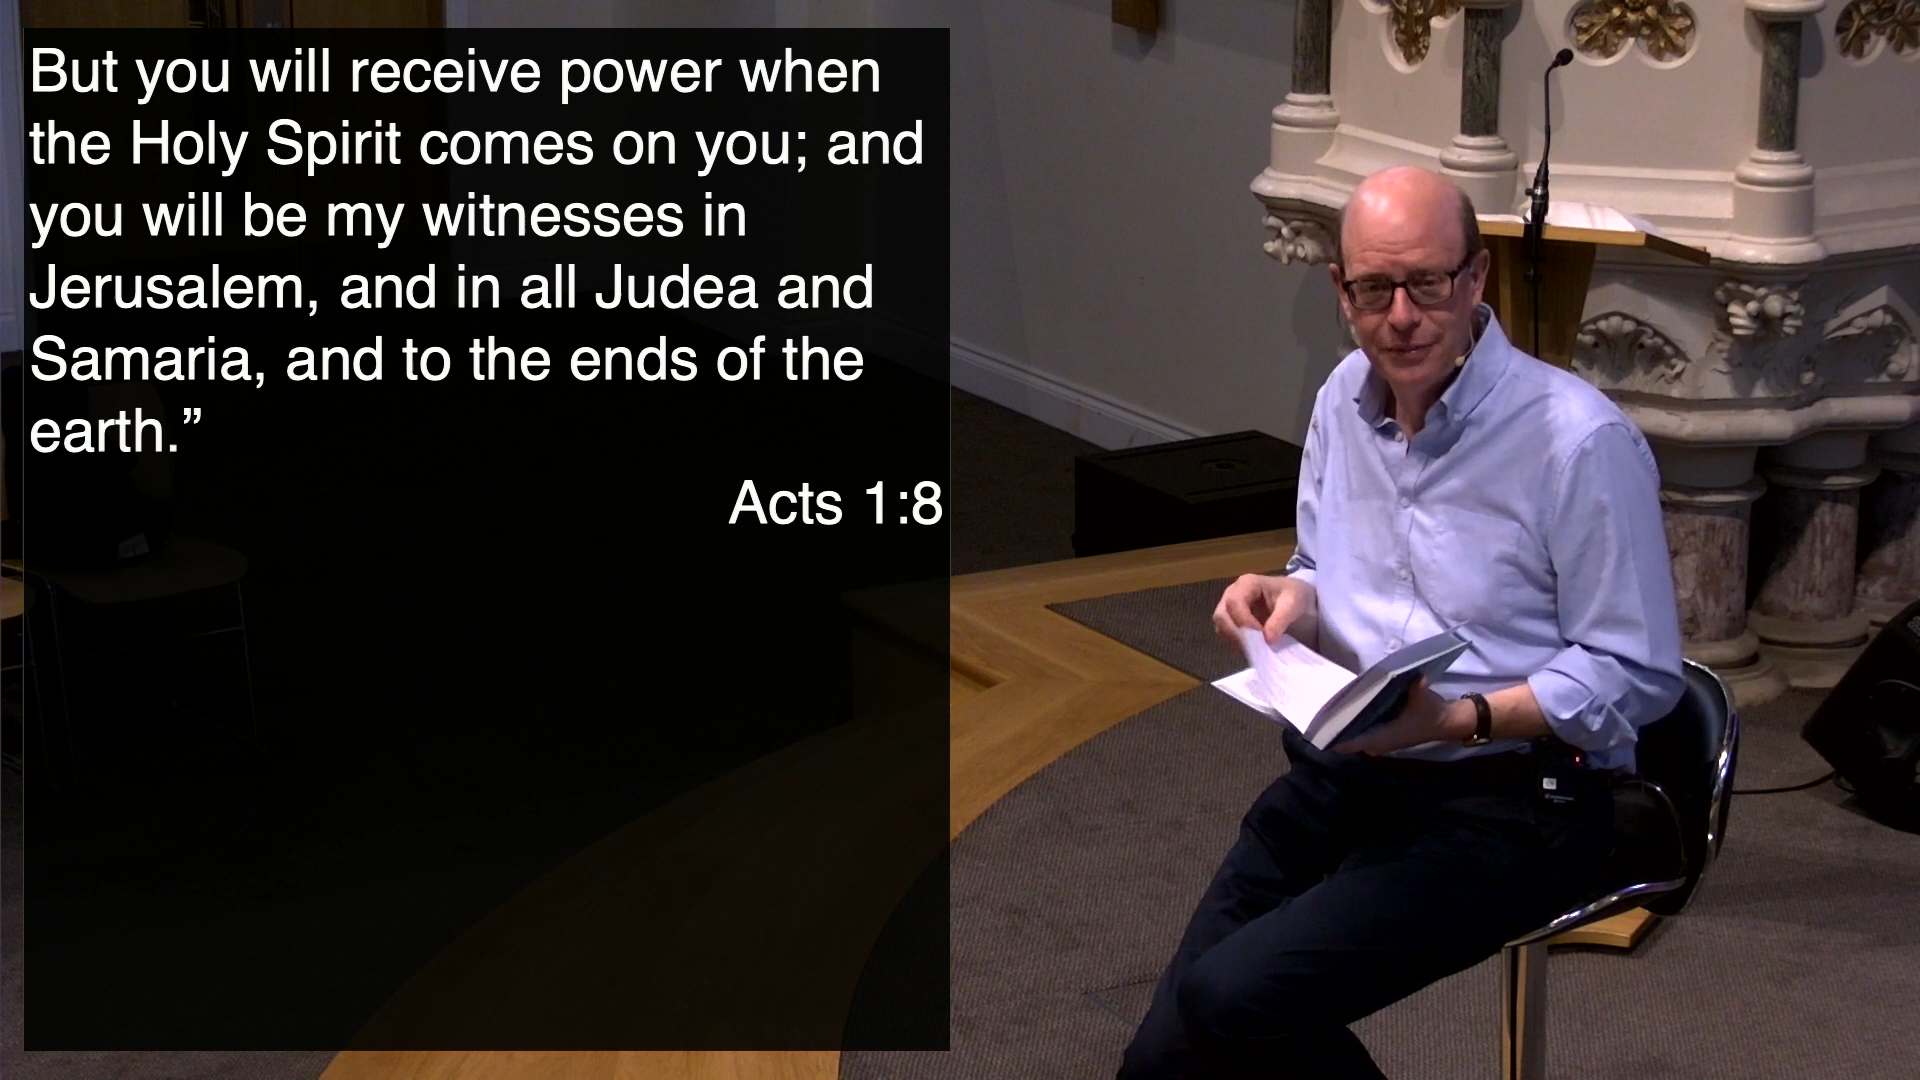 But you will receive power when
the Holy Spirit comes on you; and
you will be my witnesses in
Jerusalem, and in all Judea and
Samaria, and to the ends of the
earth.”
Acts 1:8